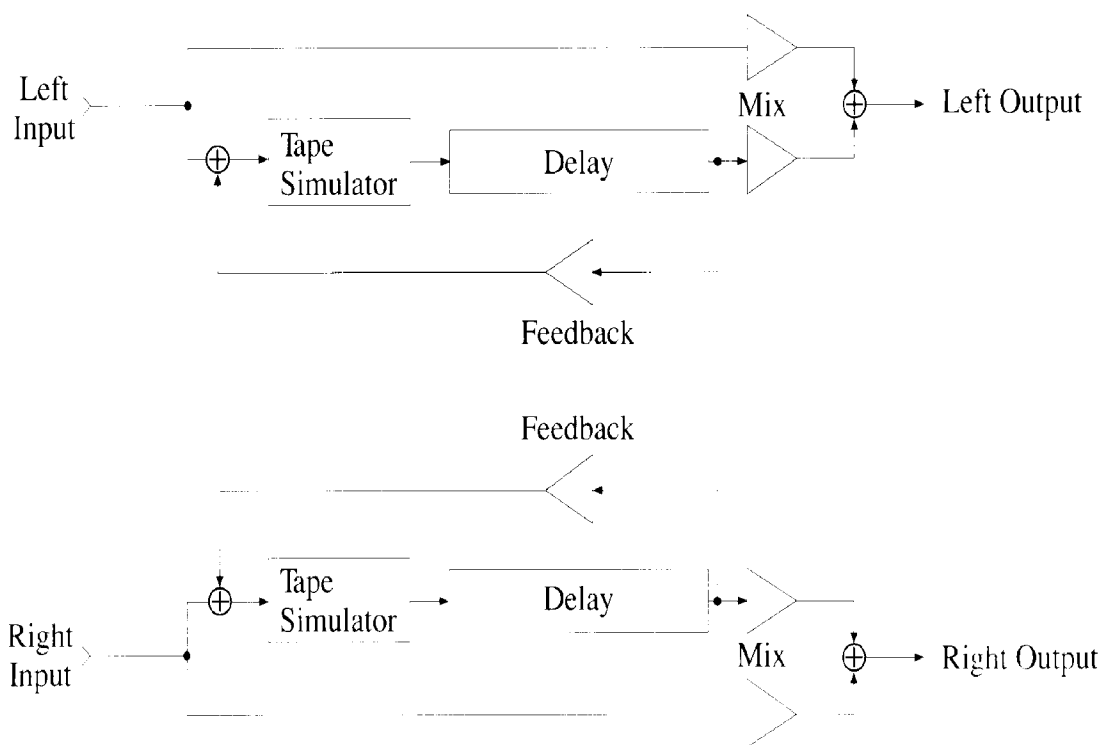 Left
Input
Mix
Left Output
Tape
Simulator
Delay
Feedback
Feedback
Tape
Simulator
Delay
Right
Input
Mix
Right Output